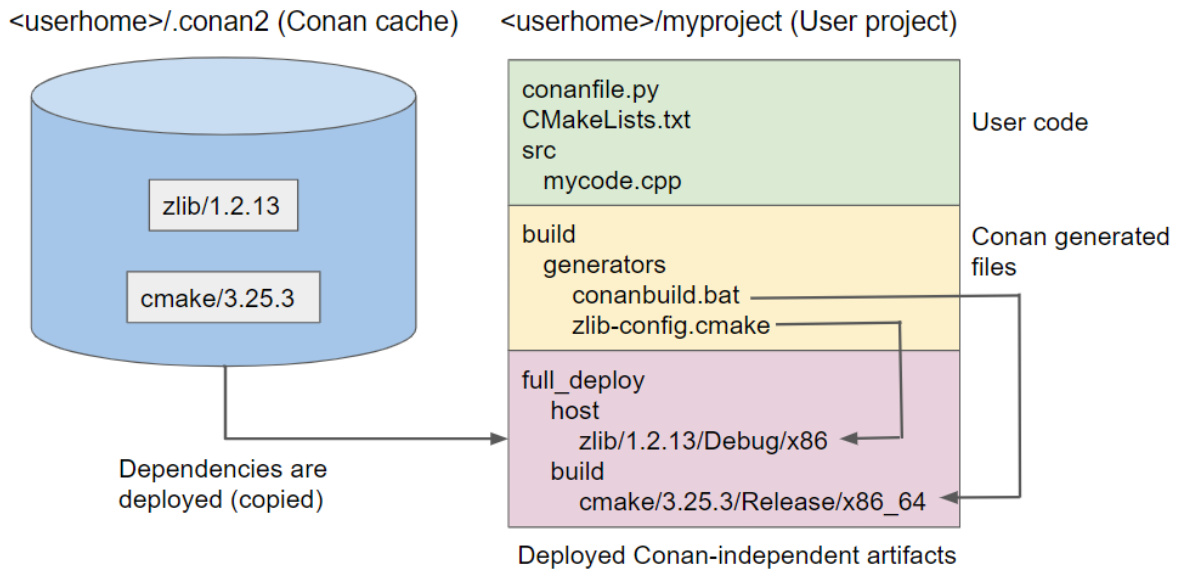 <userhome>/.conan2 (Conan cache)
<userhome>/myproject (User project)
zlib/1.2.13
cmake/3.25.3
Dependencies are
deployed (copied)
conanfile.py
CMakeLists.txt
src
mycode.cpp
User code
build
generators
conanbuild.bat
zlib-config.cmake
Conan generated
files
full_deploy
host
zlib/1.2.13/Debug/x86
build
cmake/3.25.3/Release/x86_64
Deployed Conan-independent artifacts